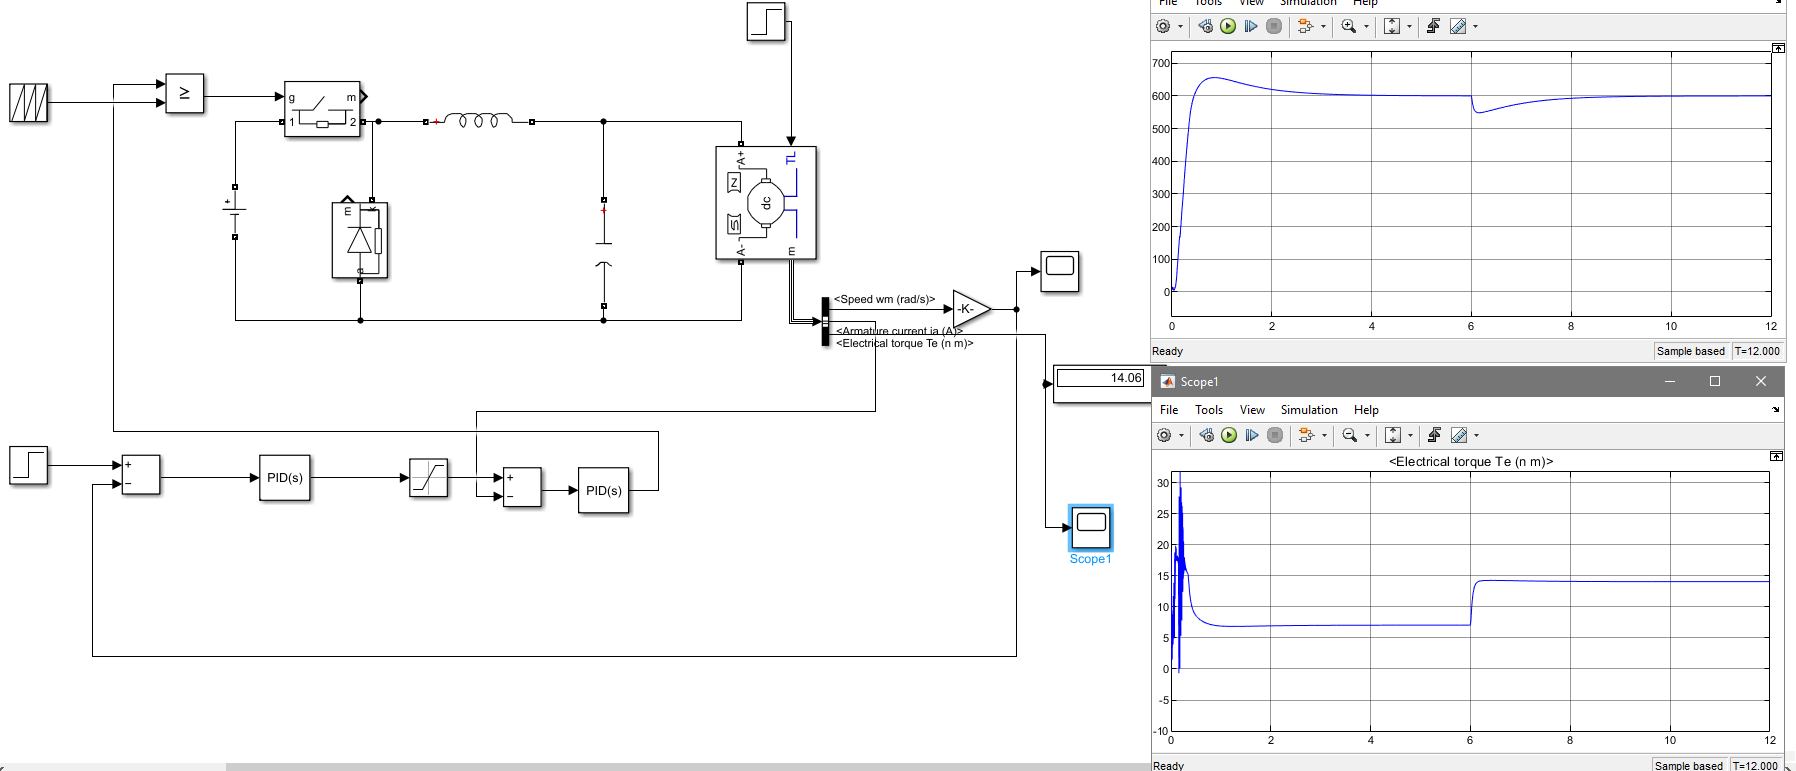 File Tools View Simulation Help
≥
g m
1 2
+
+
m k
a
+
A+ TL
dc
A- m
<Speed wm (rad/s)>
-K-
<Armature current ia (A)>
<Electrical torque Te (n m)>
14.06
+
−
PID(s)
+
−
PID(s)
Scope1
700
600
500
400
300
200
100
0
0 2 4 6 8 10 12
Ready Sample based T=12.000
Scope1
File Tools View Simulation Help
<Electrical torque Te (n m)>
30
25
20
15
10
5
0
-5
-10
0 2 4 6 8 10 12
Ready Sample based T=12.000